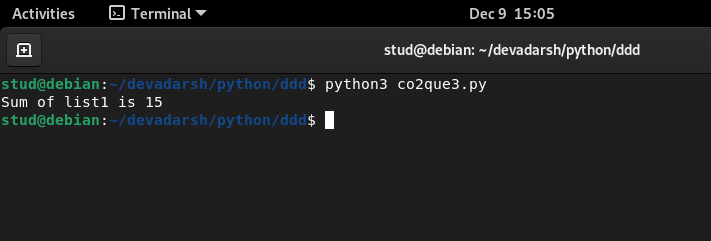 Activities Terminal Dec 9 15:05
stud@debian: ~/devadarsh/python/ddd
stud@debian:~/devadarsh/python/ddd$ python3 co2que3.py
Sum of list1 is 15
stud@debian:~/devadarsh/python/ddd$